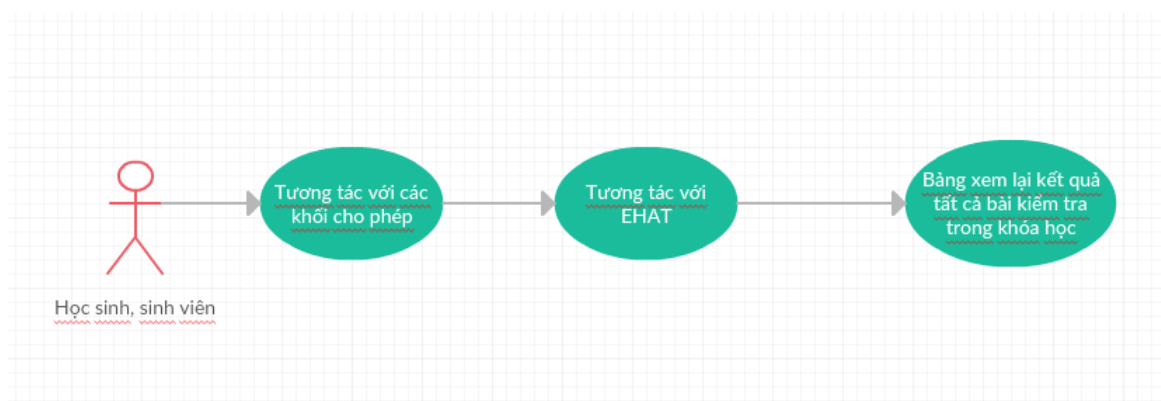 Tương tác với các
khối cho phép
Tương tác với
EHAT
Bảng xem lại kết quả
tất cả bài kiểm tra
trong khóa học
Học sinh, sinh viên